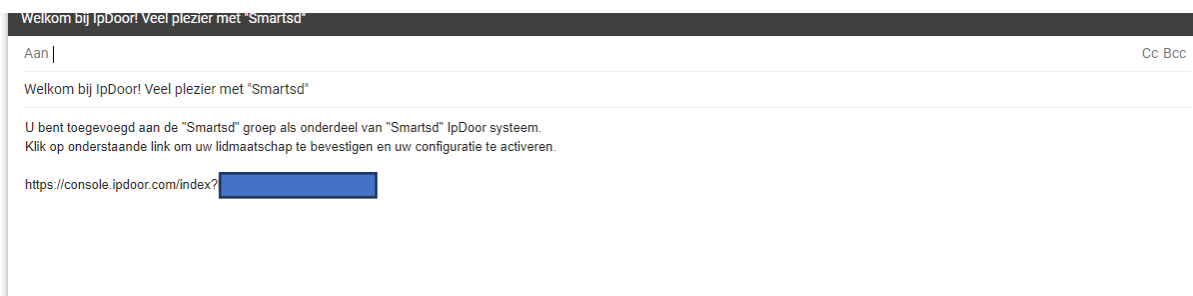 Welkom bij IpDoor! Veel plezier met "Smartsd"
Aan
Cc Bcc
Welkom bij IpDoor! Veel plezier met "Smartsd"
U bent toegevoegd aan de "Smartsd" groep als onderdeel van "Smartsd" IpDoor systeem.
Klik op onderstaande link om uw lidmaatschap te bevestigen en uw configuratie te activeren.
https://console.ipdoor.com/index?